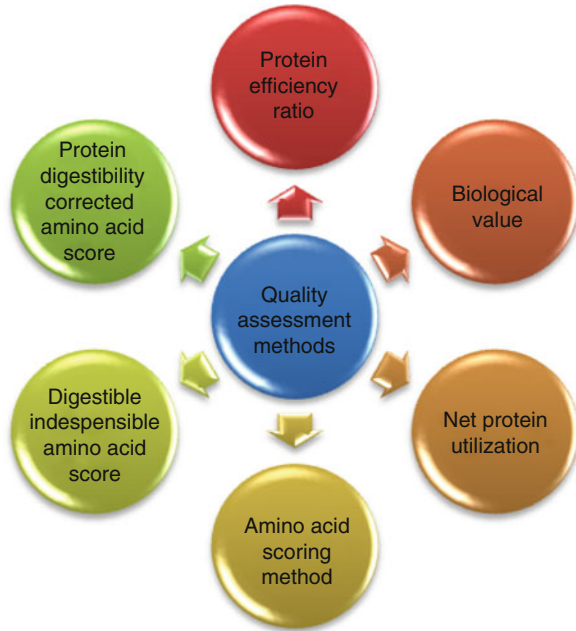 Protein
efficiency
ratio
Biological
value
Net protein
utilization
Amino acid
scoring
method
Digestible
indespensible
amino acid
score
Protein
digestibility
corrected
amino acid
score
Quality
assessment
methods